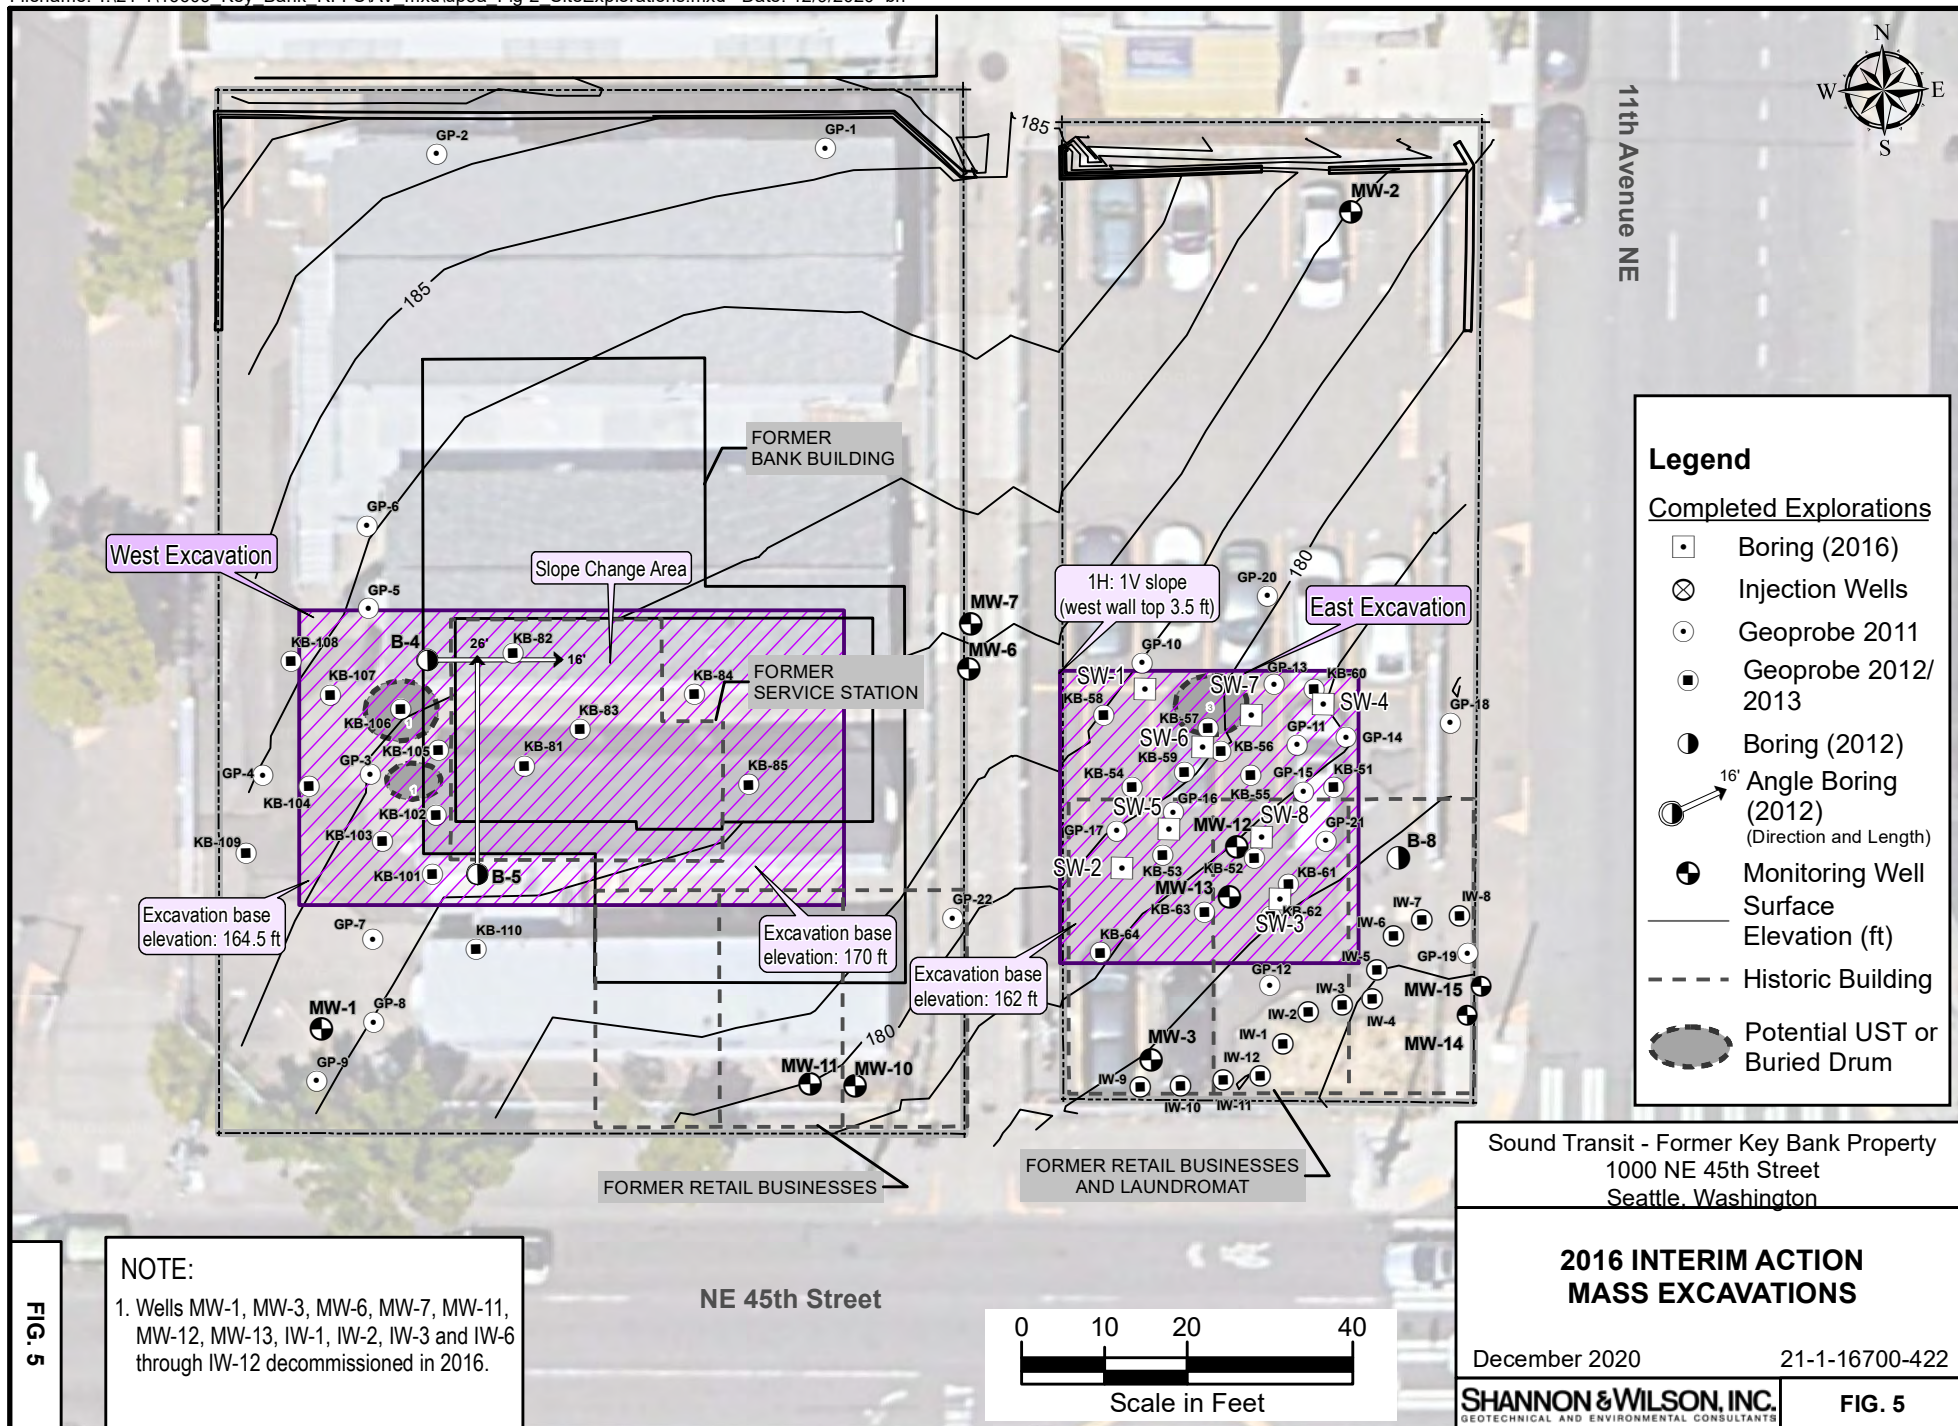 N
W E
S
11th Avenue NE
185
GP-2
GP-1
MW-2
185
FORMER
BANK BUILDING
GP-6
West Excavation
Slope Change Area
GP-5
1H: 1V slope
(west wall top 3.5 ft)
GP-20
180
East Excavation
MW-7
MW-6
KB-108
B-4
26'
KB-82
16'
KB-107
KB-84
FORMER
SERVICE STATION
KB-106
1
KB-83
KB-105
GP-3
KB-81
KB-85
GP-4
KB-104
1
KB-102
KB-103
KB-109
KB-101
B-5
GP-10
SW-1
GP-13
KB-60
SW-7
SW-4
KB-58
3
KB-57
GP-18
SW-6
GP-11
GP-14
KB-56
KB-59
KB-54
GP-15
KB-51
KB-55
SW-5
GP-16
SW-8
GP-17
MW-12
GP-21
B-8
SW-2
KB-53
KB-52
KB-61
MW-13
KB-63
KB-62
SW-3
IW-7
IW-8
IW-6
KB-64
IW-5
GP-19
GP-12
MW-15
IW-3
IW-4
IW-2
MW-14
IW-1
MW-3
IW-12
IW-9
IW-10
IW-11
Excavation base
elevation: 164.5 ft
GP-7
KB-110
Excavation base
elevation: 170 ft
GP-22
Excavation base
elevation: 162 ft
MW-1
GP-8
GP-9
180
MW-11
MW-10
FORMER RETAIL BUSINESSES
FORMER RETAIL BUSINESSES
AND LAUNDROMAT
NE 45th Street
Legend
Completed Explorations
Boring (2016)
Injection Wells
Geoprobe 2011
Geoprobe 2012/
2013
Boring (2012)
16' Angle Boring
(2012)
(Direction and Length)
Monitoring Well
Surface
Elevation (ft)
Historic Building
Potential UST or
Buried Drum
NOTE:
1. Wells MW-1, MW-3, MW-6, MW-7, MW-11,
MW-12, MW-13, IW-1, IW-2, IW-3 and IW-6
through IW-12 decommissioned in 2016.
FIG. 5
0 10 20 40
Scale in Feet
Sound Transit - Former Key Bank Property
1000 NE 45th Street
Seattle, Washington
2016 INTERIM ACTION
MASS EXCAVATIONS
December 2020 21-1-16700-422
SHANNON & WILSON, INC.
GEOTECHNICAL AND ENVIRONMENTAL CONSULTANTS
FIG. 5